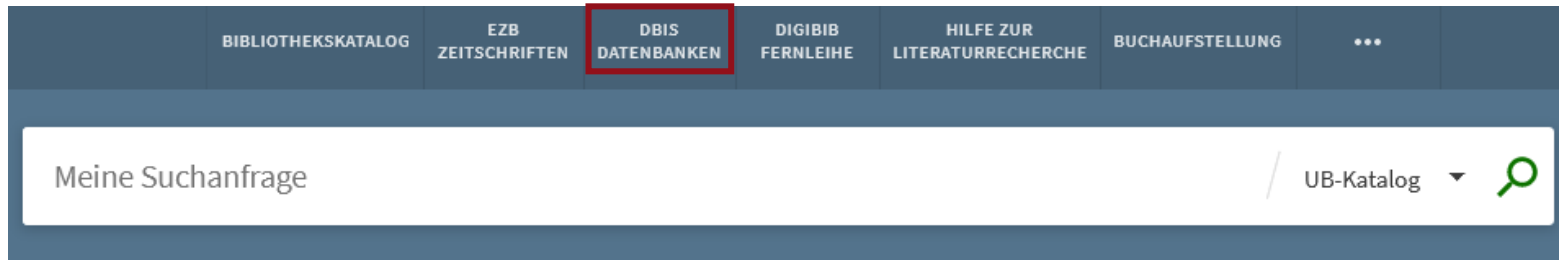 BIBLIOTHEKSKATALOG
EZB
ZEITSCHRIFTEN
DBIS
DATENBANKEN
DIGIBIB
FERNLEIHE
HILFE ZUR
LITERATURRECHERCHE
BUCHAUFSTELLUNG
•••
Meine Suchanfrage
UB-Katalog